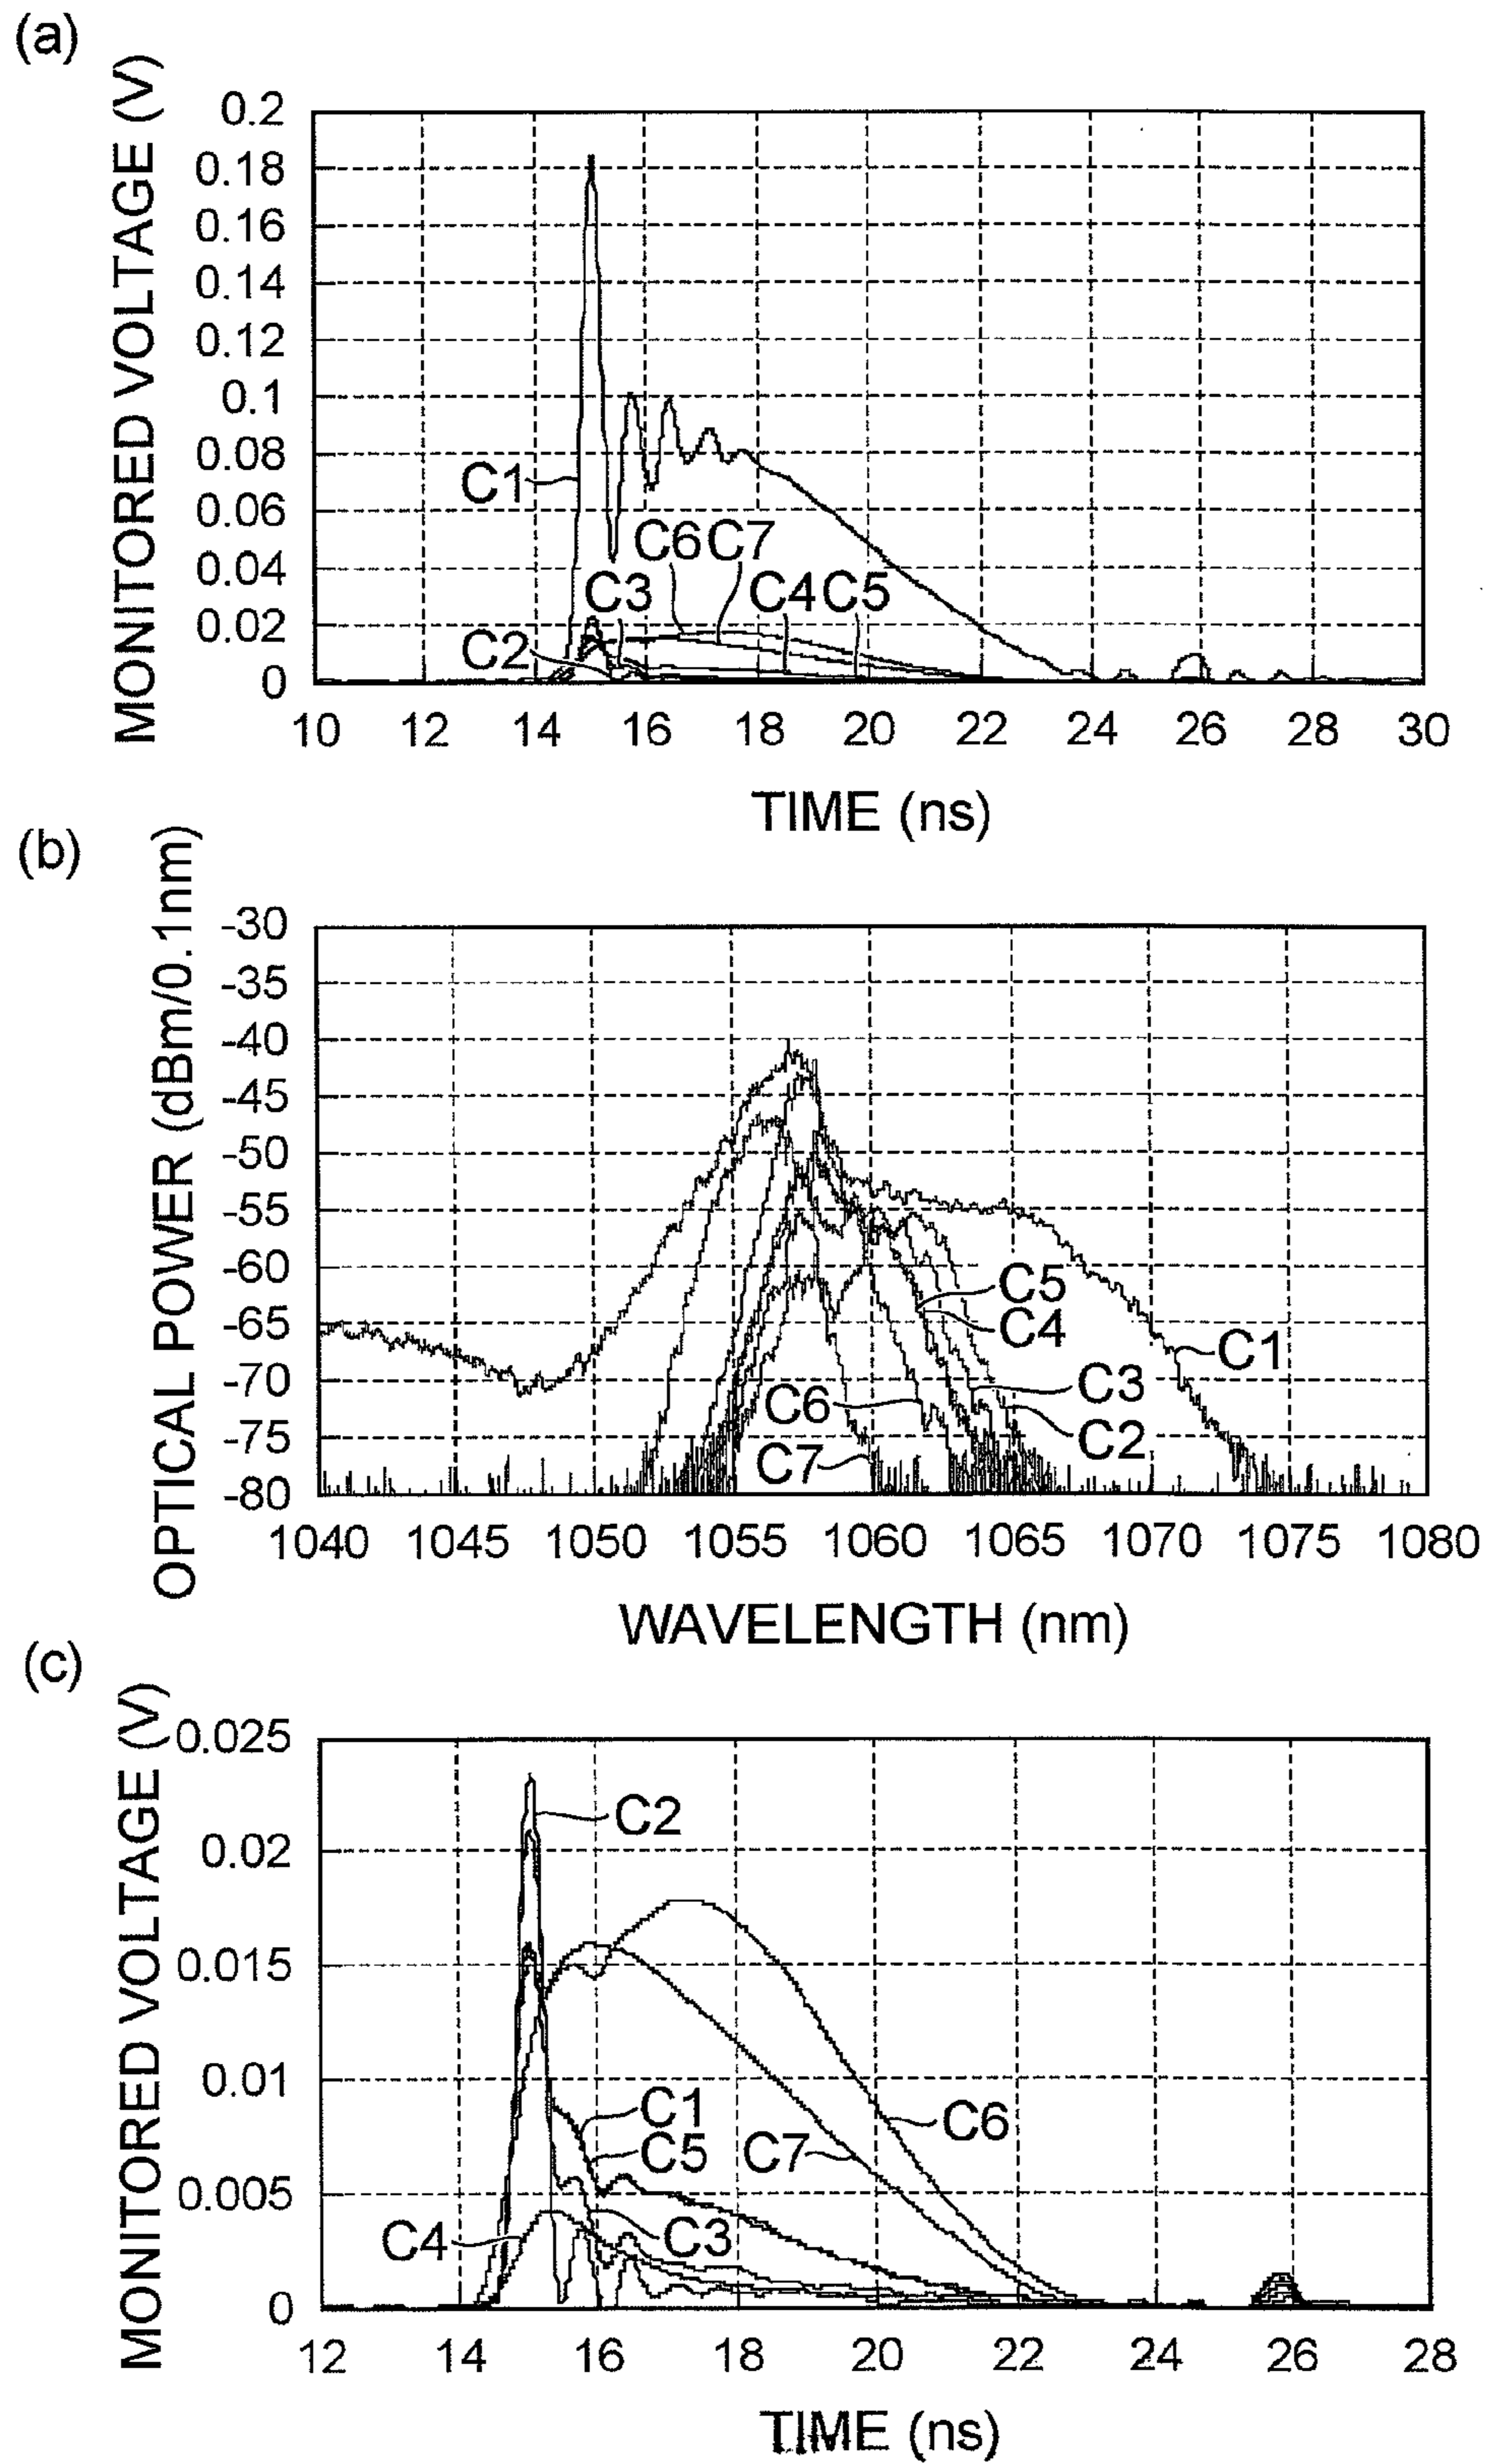 (a)
MONITORED VOLTAGE (V)
0.2
0.18
0.16
0.14
0.12
0.1
0.08
0.06
0.04
0.02
0
C1
C6 C7
C3
C4 C5
C2
10 12 14 16 18 20 22 24 26 28 30
TIME (ns)
(b)
OPTICAL POWER (dBm/0.1nm)
-30
-35
-40
-45
-50
-55
-60
-65
-70
-75
-80
C5
C4
C1
C3
C6
C2
C7
1040 1045 1050 1055 1060 1065 1070 1075 1080
WAVELENGTH (nm)
(c)
MONITORED VOLTAGE (V)
0.025
0.02
0.015
0.01
0.005
0
C2
C1
C6
C5
C7
C3
C4
12 14 16 18 20 22 24 26 28
TIME (ns)